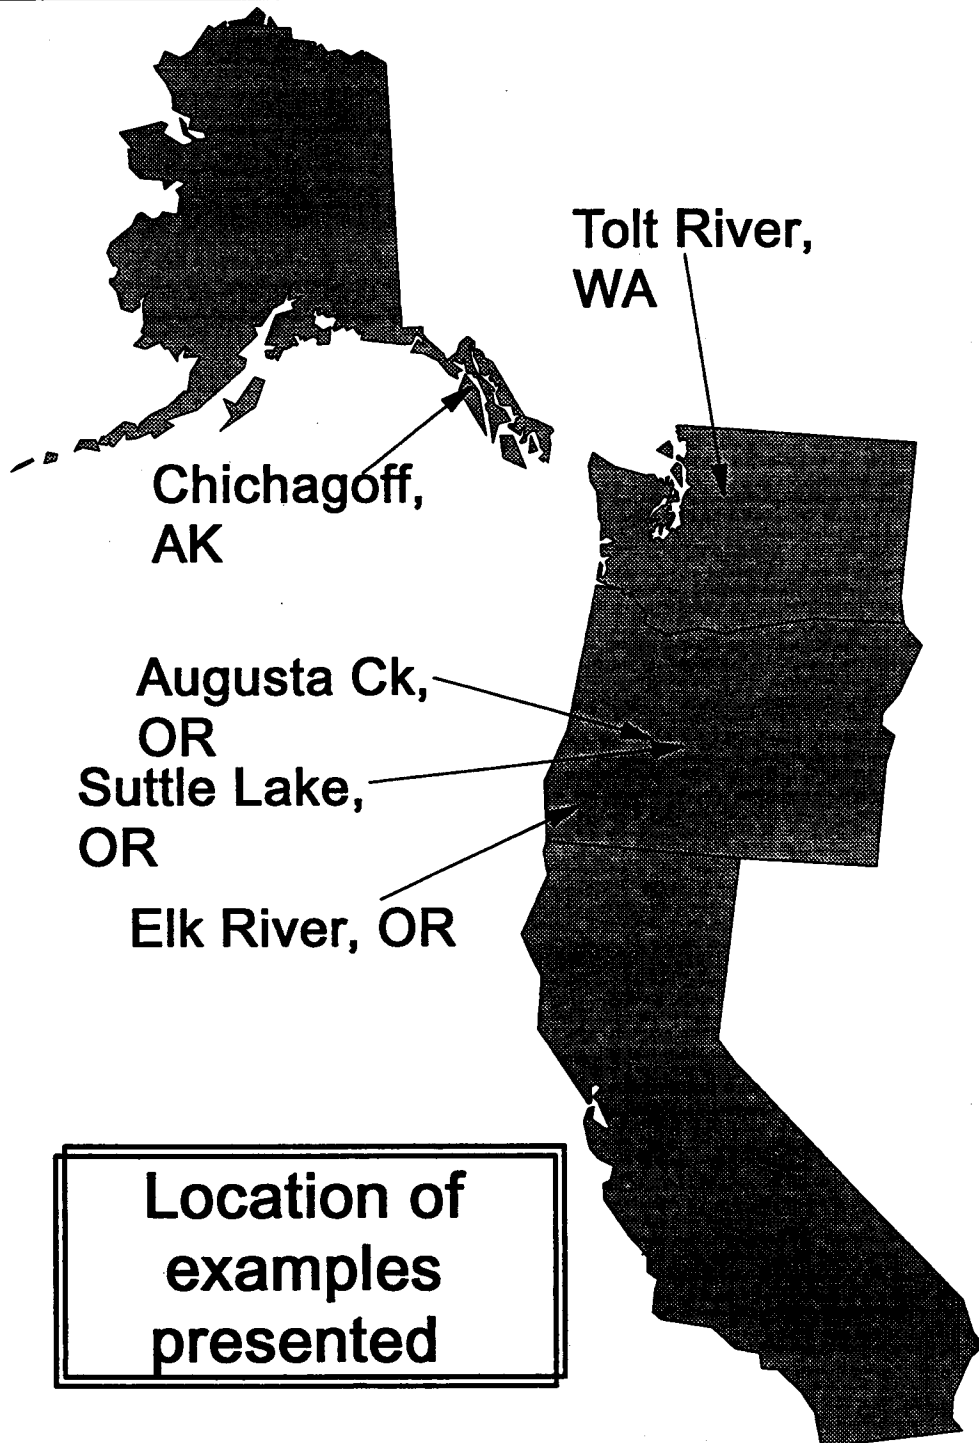 Tolt River,
WA
Chichagoff,
AK
Augusta Ck,
OR
Suttle Lake,
OR
Elk River, OR
Location of
examples
presented